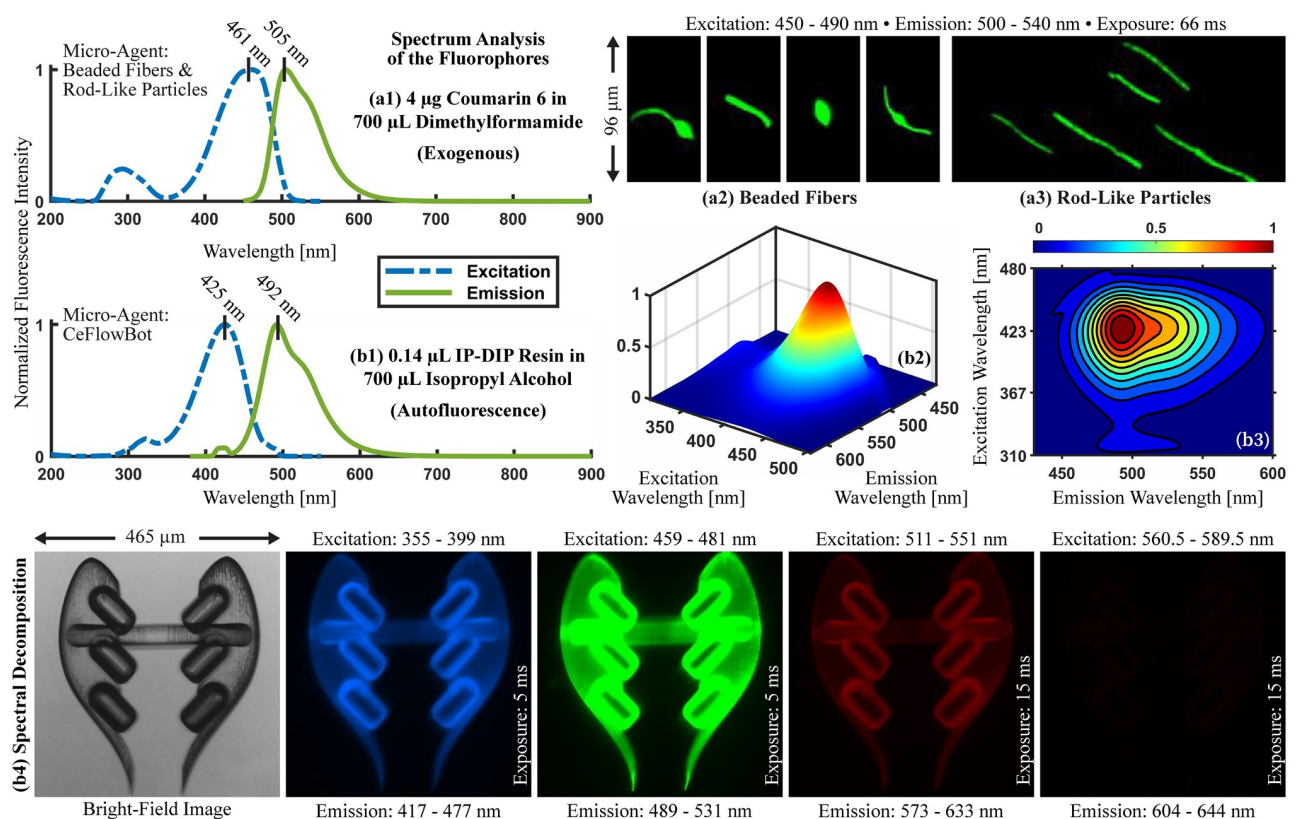 Excitation: 450 - 490 nm • Emission: 500 - 540 nm • Exposure: 66 ms
Micro-Agent:
Beaded Fibers &
Rod-Like Particles
461 nm
505 nm
Spectrum Analysis
of the Fluorophores
(a1) 4 µg Coumarin 6 in
700 µL Dimethylformamide
(Exogenous)
1
0
200 300 400 500 600 700 800 900
Wavelength [nm]
Normalized Fluorescence Intensity
96 µm
(a2) Beaded Fibers
(a3) Rod-Like Particles
Excitation
Emission
Micro-Agent:
CeFlowBot
425 nm
492 nm
(b1) 0.14 µL IP-DIP Resin in
700 µL Isopropyl Alcohol
(Autofluorescence)
1
0
200 300 400 500 600 700 800 900
Wavelength [nm]
1
0.5
0
(b2)
350 400 450 500
Excitation
Wavelength [nm]
600 550 500 450
Emission
Wavelength [nm]
0 0.5 1
Excitation Wavelength [nm]
480
423
367
310
(b3)
450 500 550 600
Emission Wavelength [nm]
(b4) Spectral Decomposition
465 µm
Bright-Field Image
Excitation: 355 - 399 nm
Exposure: 5 ms
Emission: 417 - 477 nm
Excitation: 459 - 481 nm
Exposure: 5 ms
Emission: 489 - 531 nm
Excitation: 511 - 551 nm
Exposure: 15 ms
Emission: 573 - 633 nm
Excitation: 560.5 - 589.5 nm
Exposure: 15 ms
Emission: 604 - 644 nm